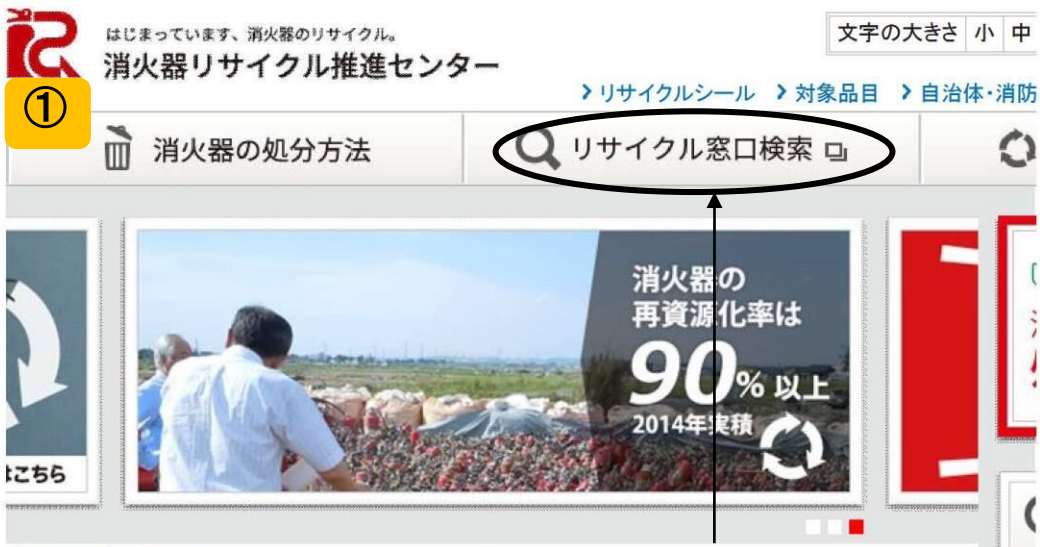 はじまっています、消火器のリサイクル。
消火器リサイクル推進センター
文字の大きさ 小 中
リサイクルシール 対象品目 自治体・消防
①
消火器の処分方法 リサイクル窓口検索
消火器の
再資源化率は
90% 以上
2014年実績
はこちら